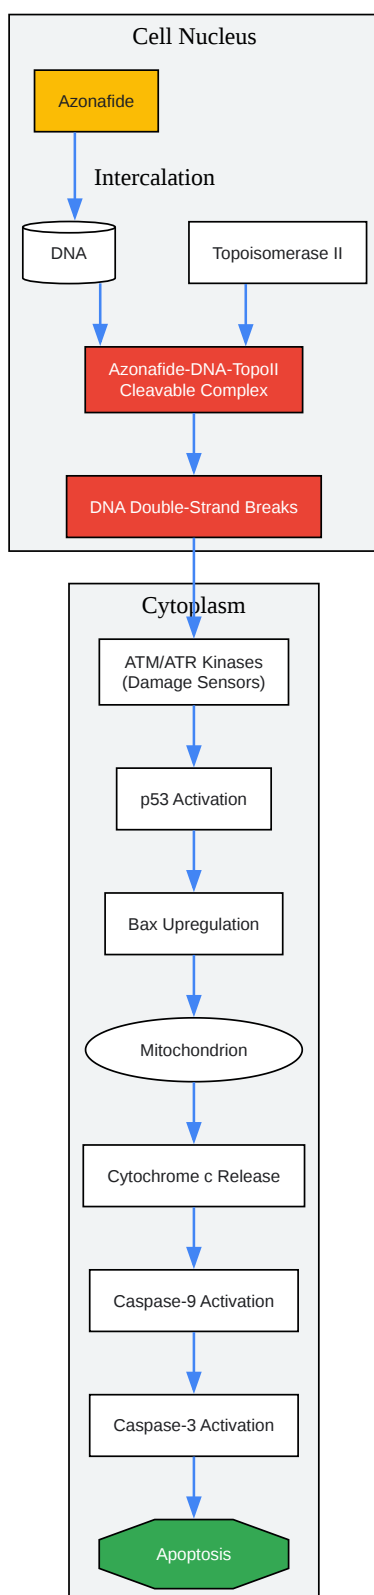 Cell Nucleus
Azonafide
Intercalation
DNA
Topoisomerase II
Azonafide-DNA-TopoII
Cleavable Complex
DNA Double-Strand Breaks
Cytoplasm
ATM/ATR Kinases
(Damage Sensors)
p53 Activation
Bax Upregulation
Mitochondrion
Cytochrome c Release
Caspase-9 Activation
Caspase-3 Activation
Apoptosis